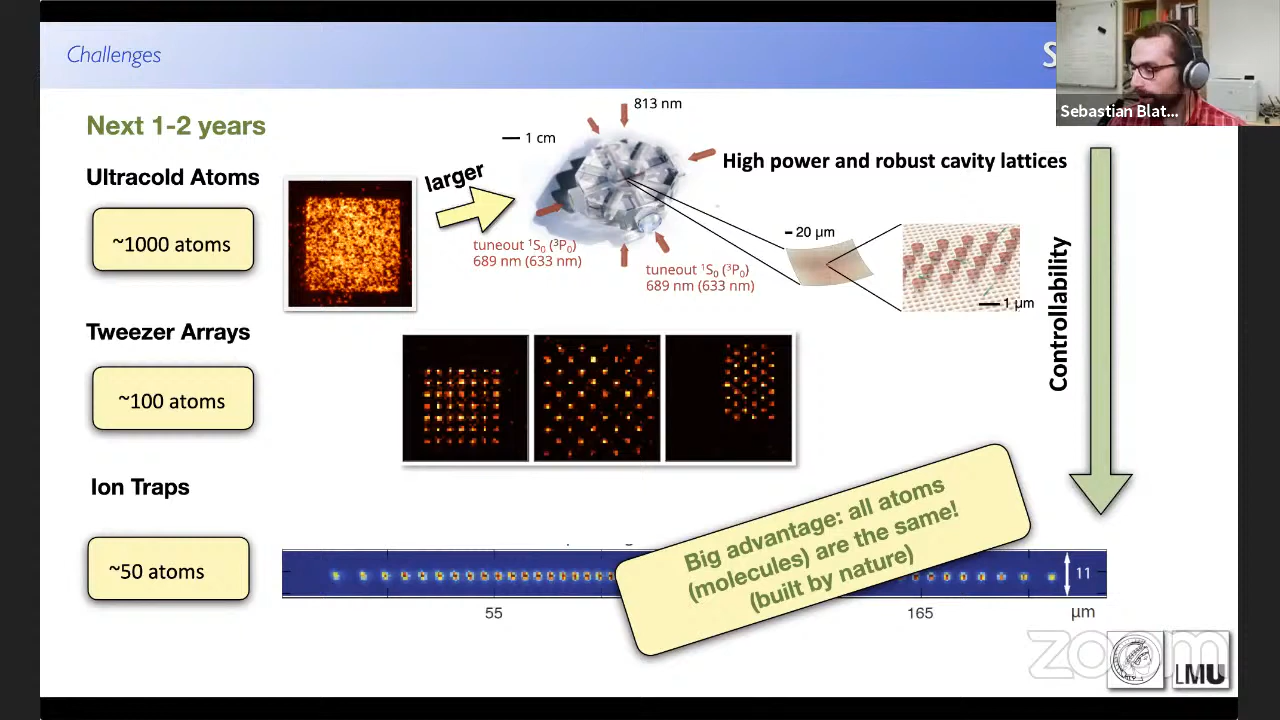 Challenges
S
Sebastian Blat...
Next 1-2 years
Ultracold Atoms
~1000 atoms
larger
1 cm
813 nm
High power and robust cavity lattices
tuneout ¹S₀ (³P₀)
689 nm (633 nm)
tuneout ¹S₀ (³P₀)
689 nm (633 nm)
20 µm
1 µm
Controllability
Tweezer Arrays
~100 atoms
Ion Traps
~50 atoms
Big advantage: all atoms
(molecules) are the same!
(built by nature)
11
55
165
µm
zoom
LMU